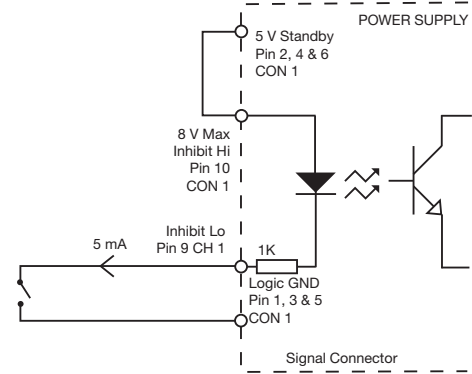 POWER SUPPLY
5 V Standby
Pin 2, 4 & 6
CON 1
8 V Max
Inhibit Hi
Pin 10
CON 1
Inhibit Lo
Pin 9 CH 1
5 mA
1K
Logic GND
Pin 1, 3 & 5
CON 1
Signal Connector